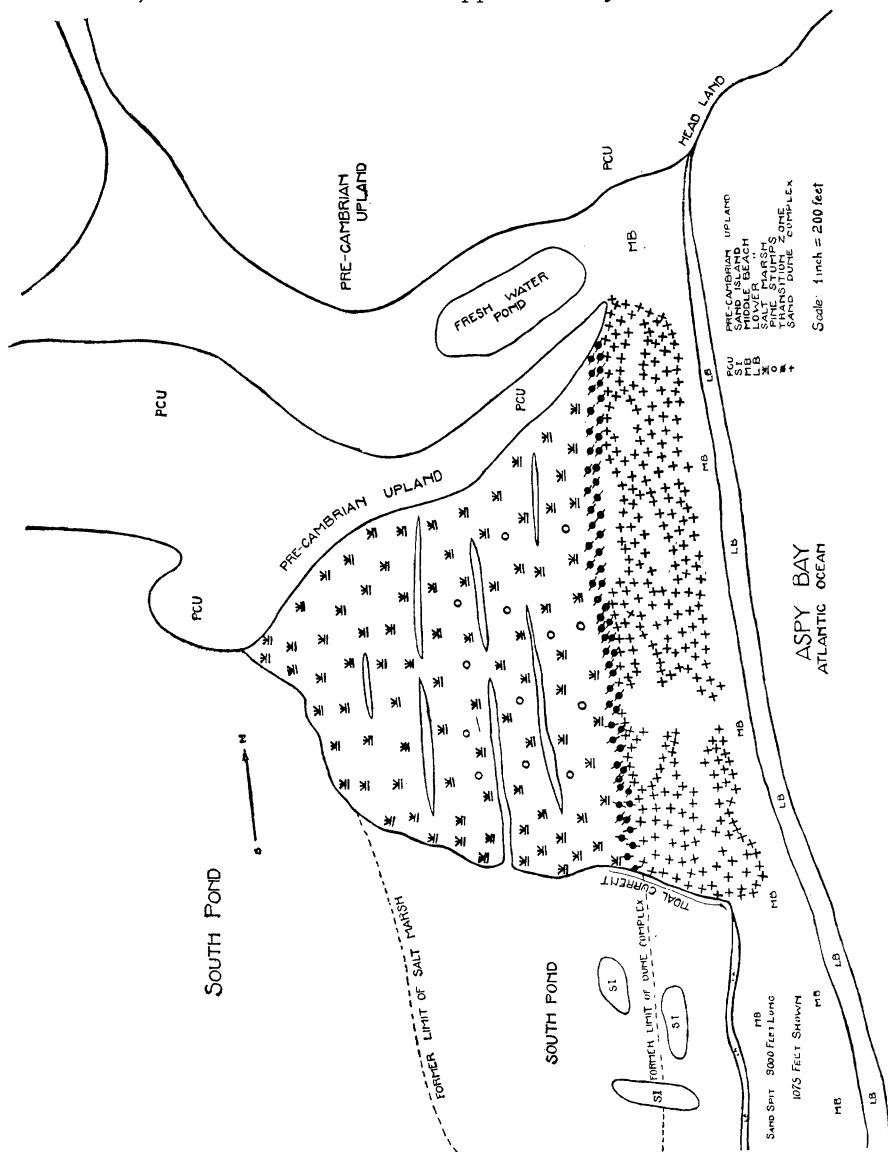 PRE-CAMBRIAN
UPLAND
PCU
HEAD LAND
PCU
MB
FRESH WATER
POND
PCU
PRE-CAMBRIAN UPLAND
PCU
PCU PRE-CAMBRIAN UPLAND
SI SAND ISLAND
MB MIDDLE BEACH
LB LOWER "
SALT MARSH
O PINE STUMPS
TRANSITION ZONE
+ SAND DUME COMPLEX
Scale: 1 inch = 200 feet
LB
MB
LB
ASPY BAY
ATLANTIC OCEAN
MB
LB
MB
N
S
SOUTH POND
FORMER LIMIT OF SALT MARSH
TIDAL CURRENT
SOUTH POND
FORMER LIMIT OF DUME COMPLEX
SI
SI
SI
MB
SAND SPIT 3000 FEET LONG
1075 FEET SHOWN
MB
MB
LB
LB
LB